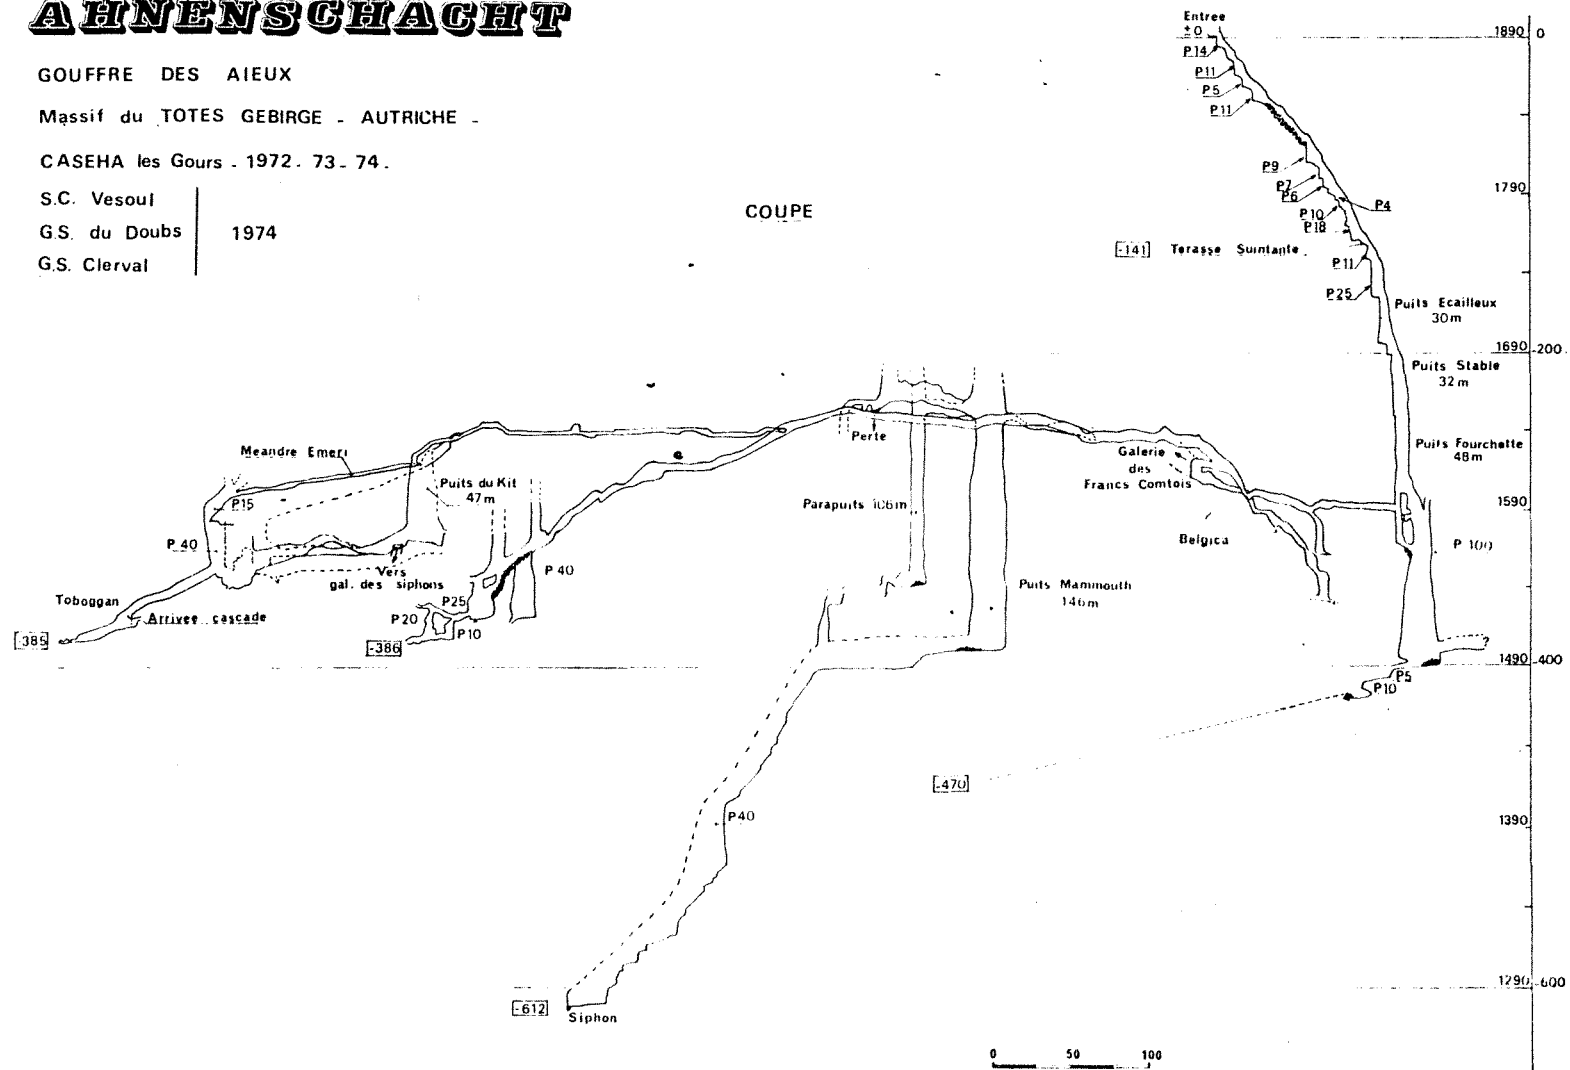 AHNENSCHACHT
GOUFFRE DES AIEUX
Massif du TOTES GEBIRGE - AUTRICHE -
CASEHA les Gours - 1972 - 73 - 74 -
S.C. Vesoul
G.S. du Doubs 1974
G.S. Clerval
COUPE
Entree
±0
P14
P11
P5
P11
P9
P7
P6
P4
P10
P18
-141 Terasse Suintante
P11
P25
Puits Ecailleux
30m
Puits Stable
32m
Puits Fourchette
48m
P 100
P5
P10
?
1890 0
1790
1690 -200
1590
1490 -400
1390
1290 -600
Meandre Emeri
P15
P 40
Puits du Kit
47m
Vers
gal. des siphons
Toboggan
Arrivee cascade
-385
P25
P20
P10
P 40
-386
Perte
Parapuits 106m
Galerie
des
Francs Comtois
Belgica
Puits Mammouth
146m
-470
P40
-612
Siphon
0 50 100